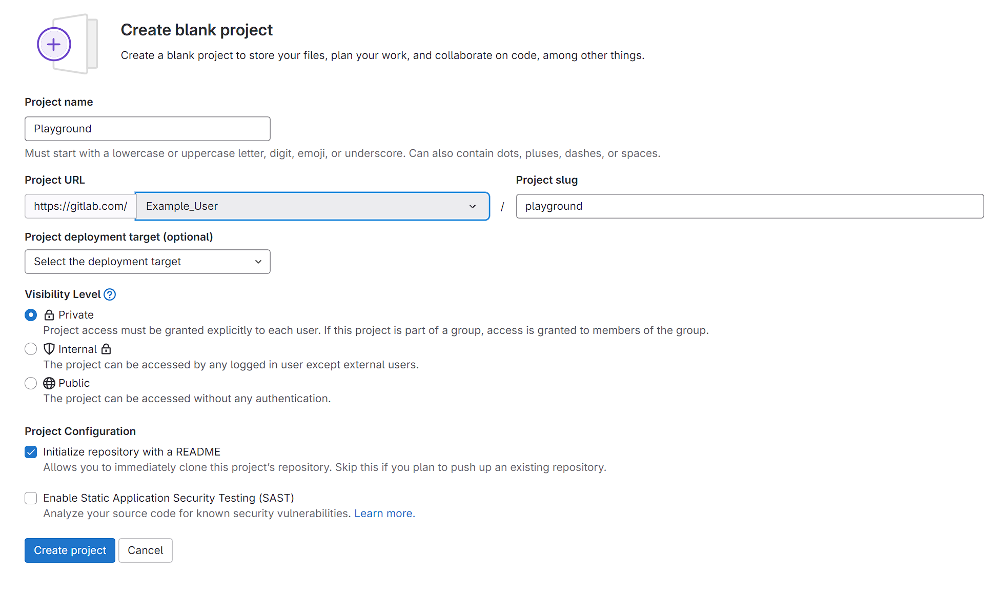 Create blank project
Create a blank project to store your files, plan your work, and collaborate on code, among other things.
Project name
Playground
Must start with a lowercase or uppercase letter, digit, emoji, or underscore. Can also contain dots, pluses, dashes, or spaces.
Project URL
Project slug
https://gitlab.com/ Example_User / playground
Project deployment target (optional)
Select the deployment target
Visibility Level
Private
Project access must be granted explicitly to each user. If this project is part of a group, access is granted to members of the group.
Internal
The project can be accessed by any logged in user except external users.
Public
The project can be accessed without any authentication.
Project Configuration
Initialize repository with a README
Allows you to immediately clone this project’s repository. Skip this if you plan to push up an existing repository.
Enable Static Application Security Testing (SAST)
Analyze your source code for known security vulnerabilities. Learn more.
Create project
Cancel